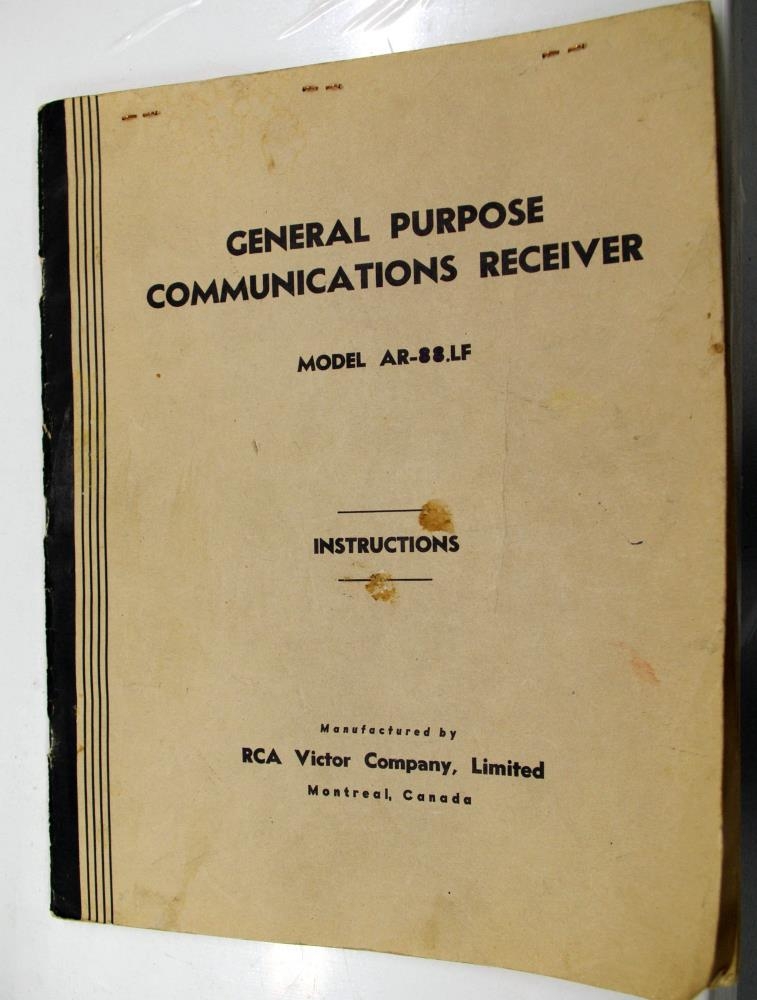 GENERAL PURPOSE
COMMUNICATIONS RECEIVER
MODEL AR-88.LF
INSTRUCTIONS
Manufactured by
RCA Victor Company, Limited
Montreal, Canada